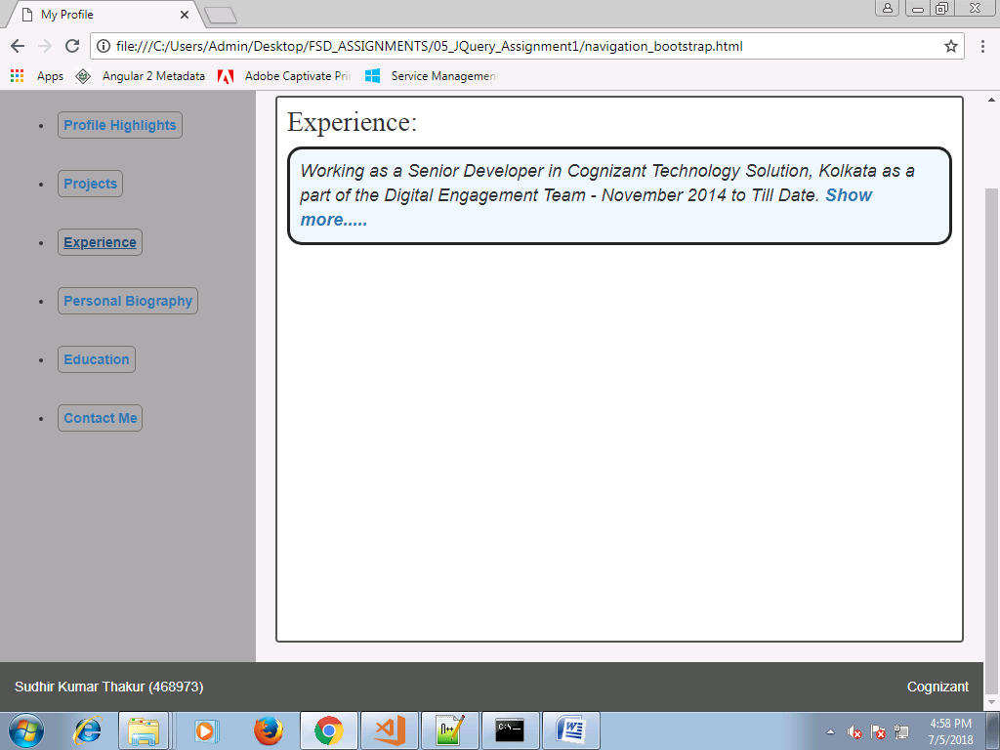 My Profile
file:///C:/Users/Admin/Desktop/FSD_ASSIGNMENTS/05_JQuery_Assignment1/navigation_bootstrap.html
Apps Angular 2 Metadata Adobe Captivate Pri Service Management
• Profile Highlights
• Projects
• Experience
• Personal Biography
• Education
• Contact Me
Experience:
Working as a Senior Developer in Cognizant Technology Solution, Kolkata as a
part of the Digital Engagement Team - November 2014 to Till Date. Show
more.....
Sudhir Kumar Thakur (468973)
Cognizant
4:58 PM
7/5/2018